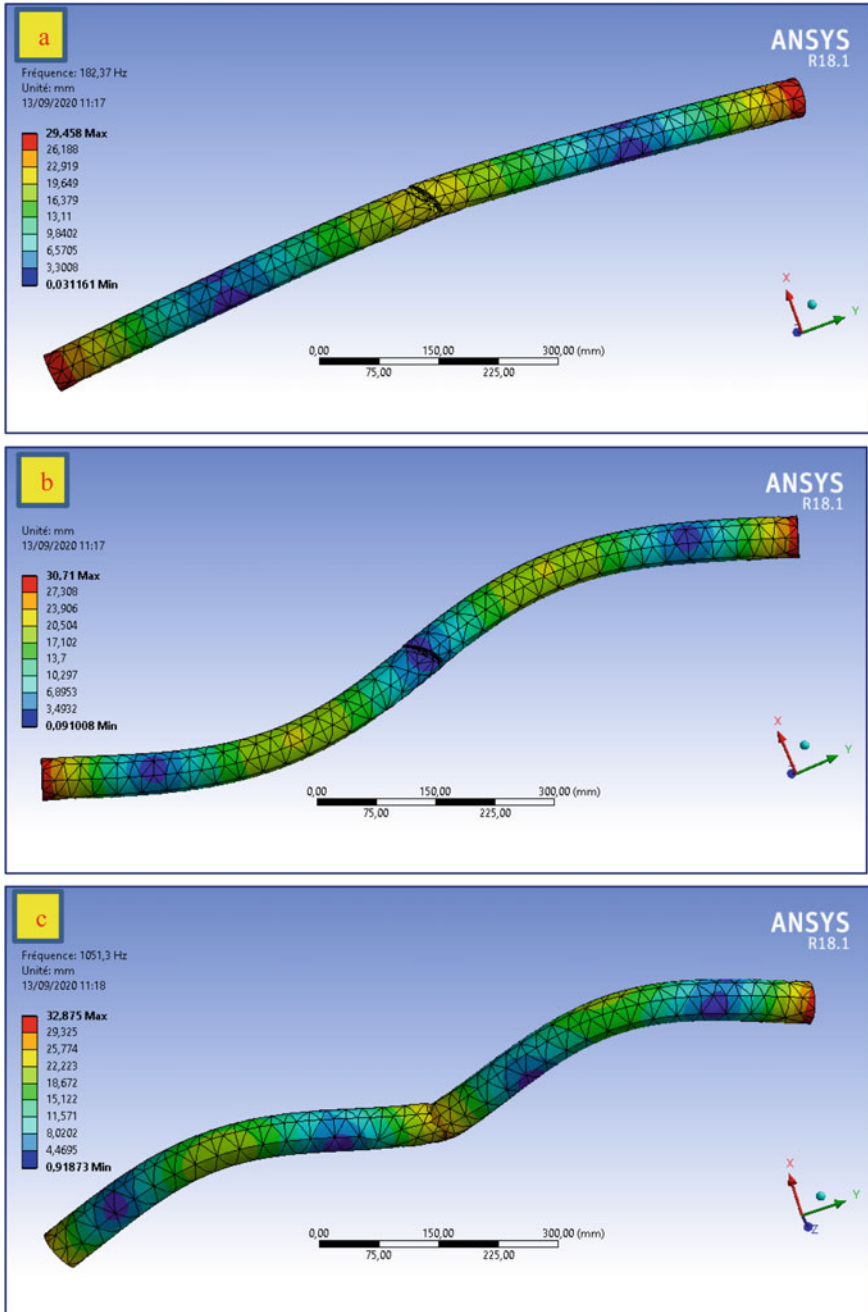 a
ANSYS
R18.1
Fréquence: 182,37 Hz
Unité: mm
13/09/2020 11:17
29,458 Max
26,188
22,919
19,649
16,379
13,11
9,8402
6,5705
3,3008
0,031161 Min
X
Y
Z
0,00 150,00 300,00 (mm)
75,00 225,00
b
ANSYS
R18.1
Unité: mm
13/09/2020 11:17
30,71 Max
27,308
23,906
20,504
17,102
13,7
10,297
6,8953
3,4932
0,091008 Min
X
Y
0,00 150,00 300,00 (mm)
75,00 225,00
c
ANSYS
R18.1
Fréquence: 1051,3 Hz
Unité: mm
13/09/2020 11:18
32,875 Max
29,325
25,774
22,223
18,672
15,122
11,571
8,0202
4,4695
0,91873 Min
X
Y
Z
0,00 150,00 300,00 (mm)
75,00 225,00